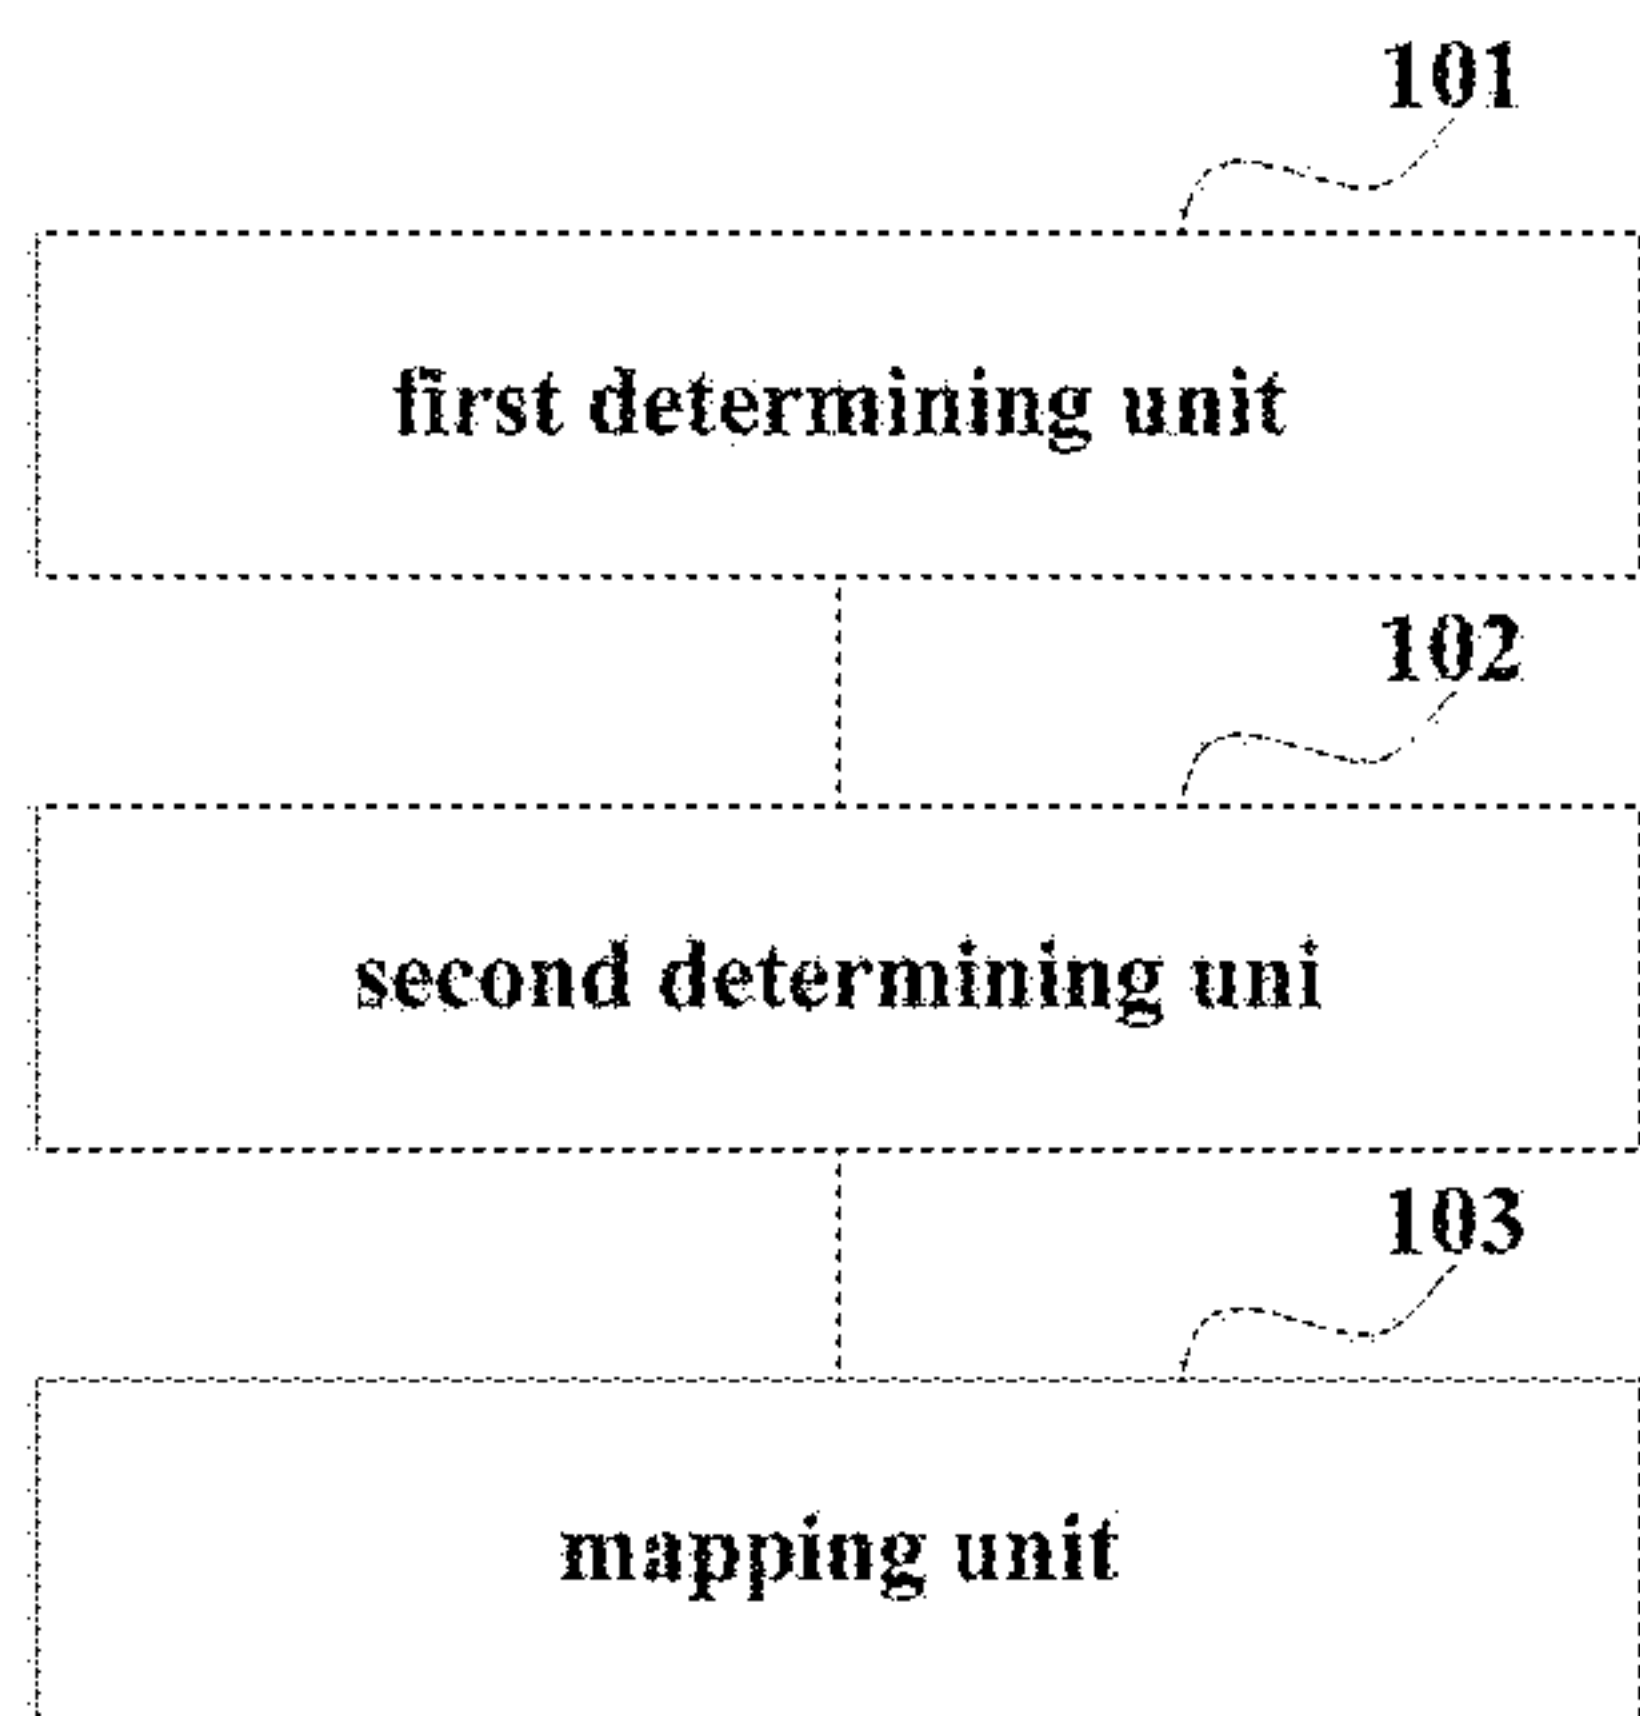 101
first determining unit
102
second determining uni
103
mapping unit